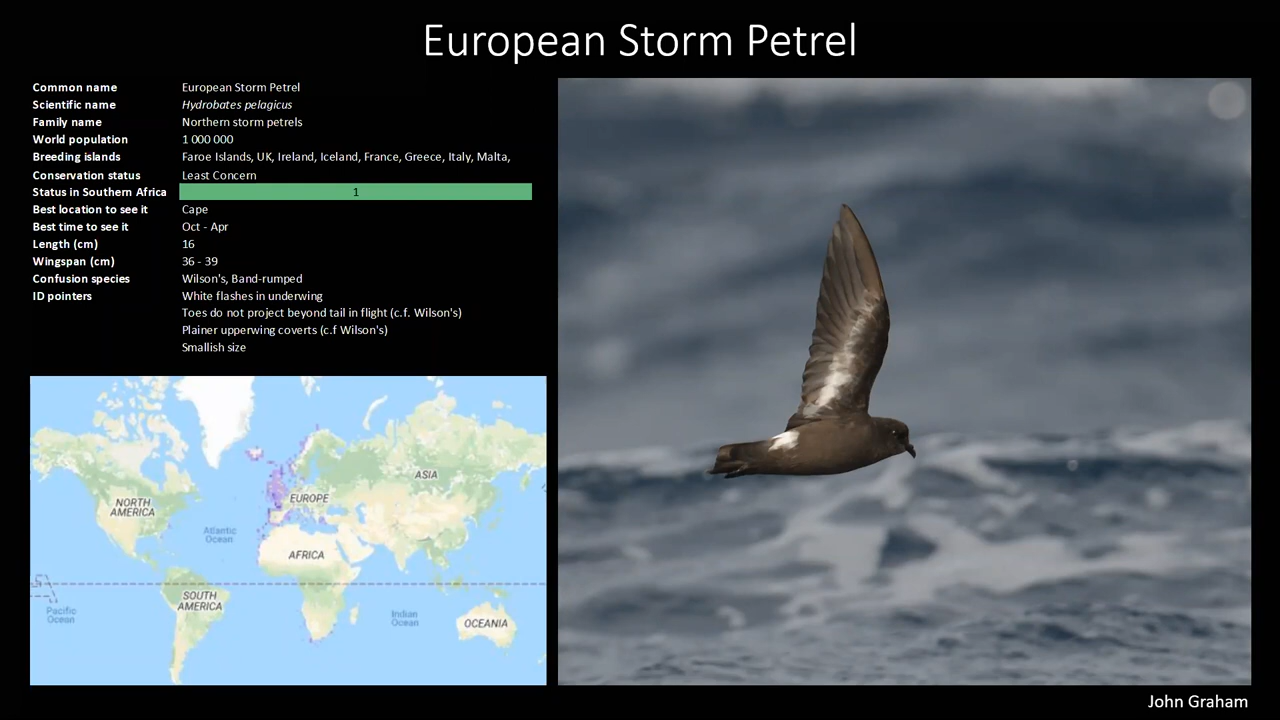 European Storm Petrel
Common name European Storm Petrel
Scientific name Hydrobates pelagicus
Family name Northern storm petrels
World population 1 000 000
Breeding islands Faroe Islands, UK, Ireland, Iceland, France, Greece, Italy, Malta,
Conservation status Least Concern
Status in Southern Africa 1
Best location to see it Cape
Best time to see it Oct - Apr
Length (cm) 16
Wingspan (cm) 36 - 39
Confusion species Wilson's, Band-rumped
ID pointers White flashes in underwing
Toes do not project beyond tail in flight (c.f. Wilson's)
Plainer upperwing coverts (c.f Wilson's)
Smallish size
NORTH
AMERICA
Atlantic
Ocean
EUROPE
ASIA
AFRICA
SOUTH
AMERICA
Pacific
Ocean
Indian
Ocean
OCEANIA
John Graham